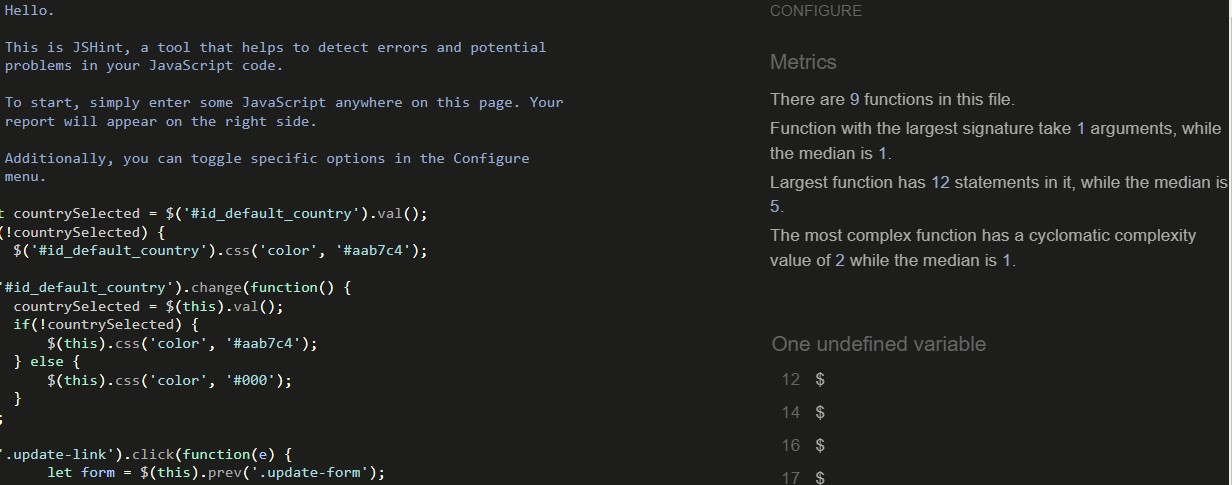 Hello.
This is JSHint, a tool that helps to detect errors and potential
problems in your JavaScript code.
To start, simply enter some JavaScript anywhere on this page. Your
report will appear on the right side.
Additionally, you can toggle specific options in the Configure
menu.
t countrySelected = $('#id_default_country').val();
(!countrySelected) {
$('#id_default_country').css('color', '#aab7c4');
'#id_default_country').change(function() {
countrySelected = $(this).val();
if(!countrySelected) {
$(this).css('color', '#aab7c4');
} else {
$(this).css('color', '#000');
}
;
'.update-link').click(function(e) {
let form = $(this).prev('.update-form');
CONFIGURE
Metrics
There are 9 functions in this file.
Function with the largest signature take 1 arguments, while
the median is 1.
Largest function has 12 statements in it, while the median is
5.
The most complex function has a cyclomatic complexity
value of 2 while the median is 1.
One undefined variable
12 $
14 $
16 $
17 $